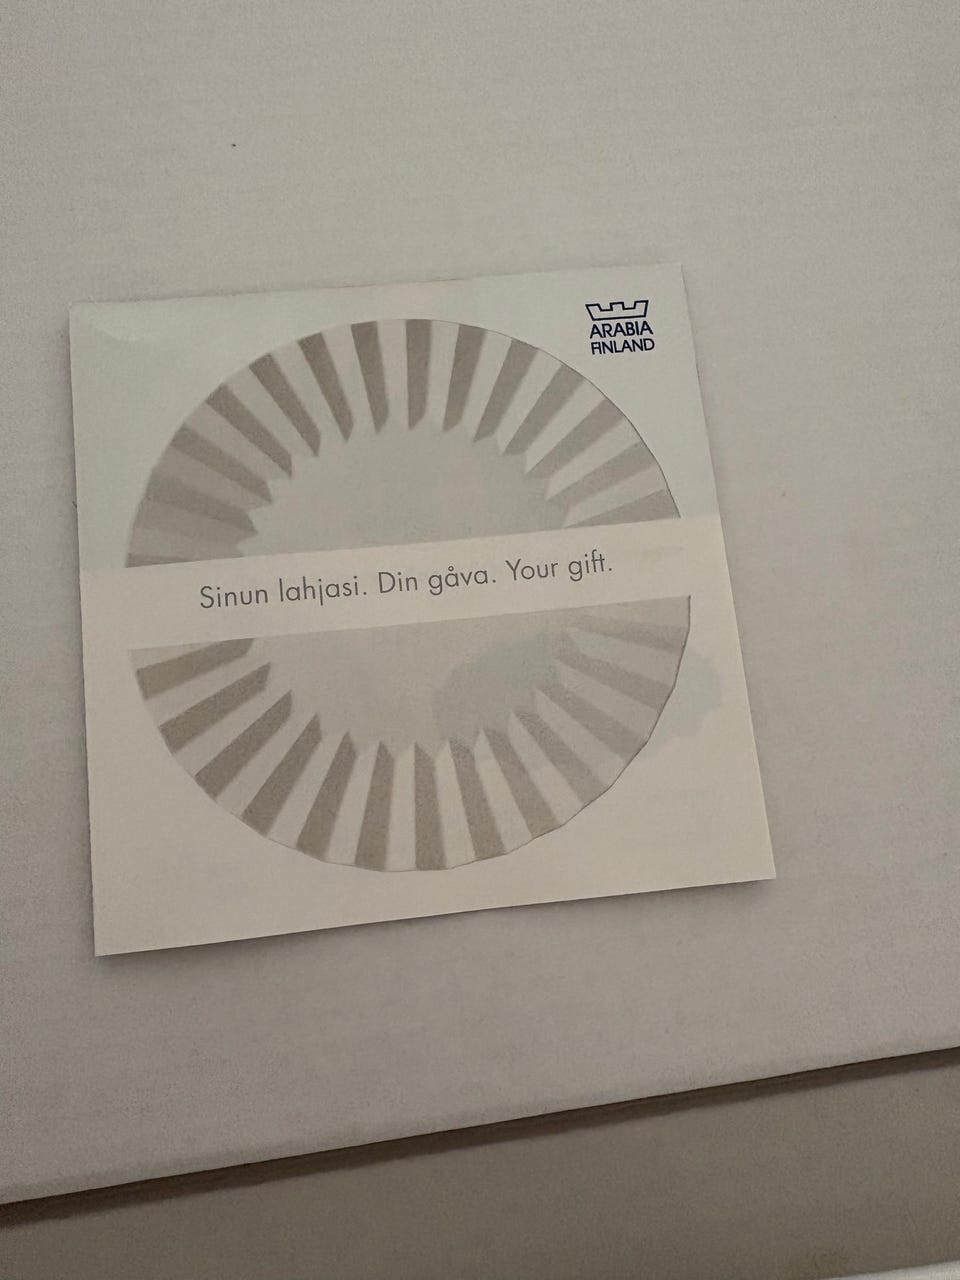 ARABIA
FINLAND
Sinun lahjasi. Din gåva. Your gift.